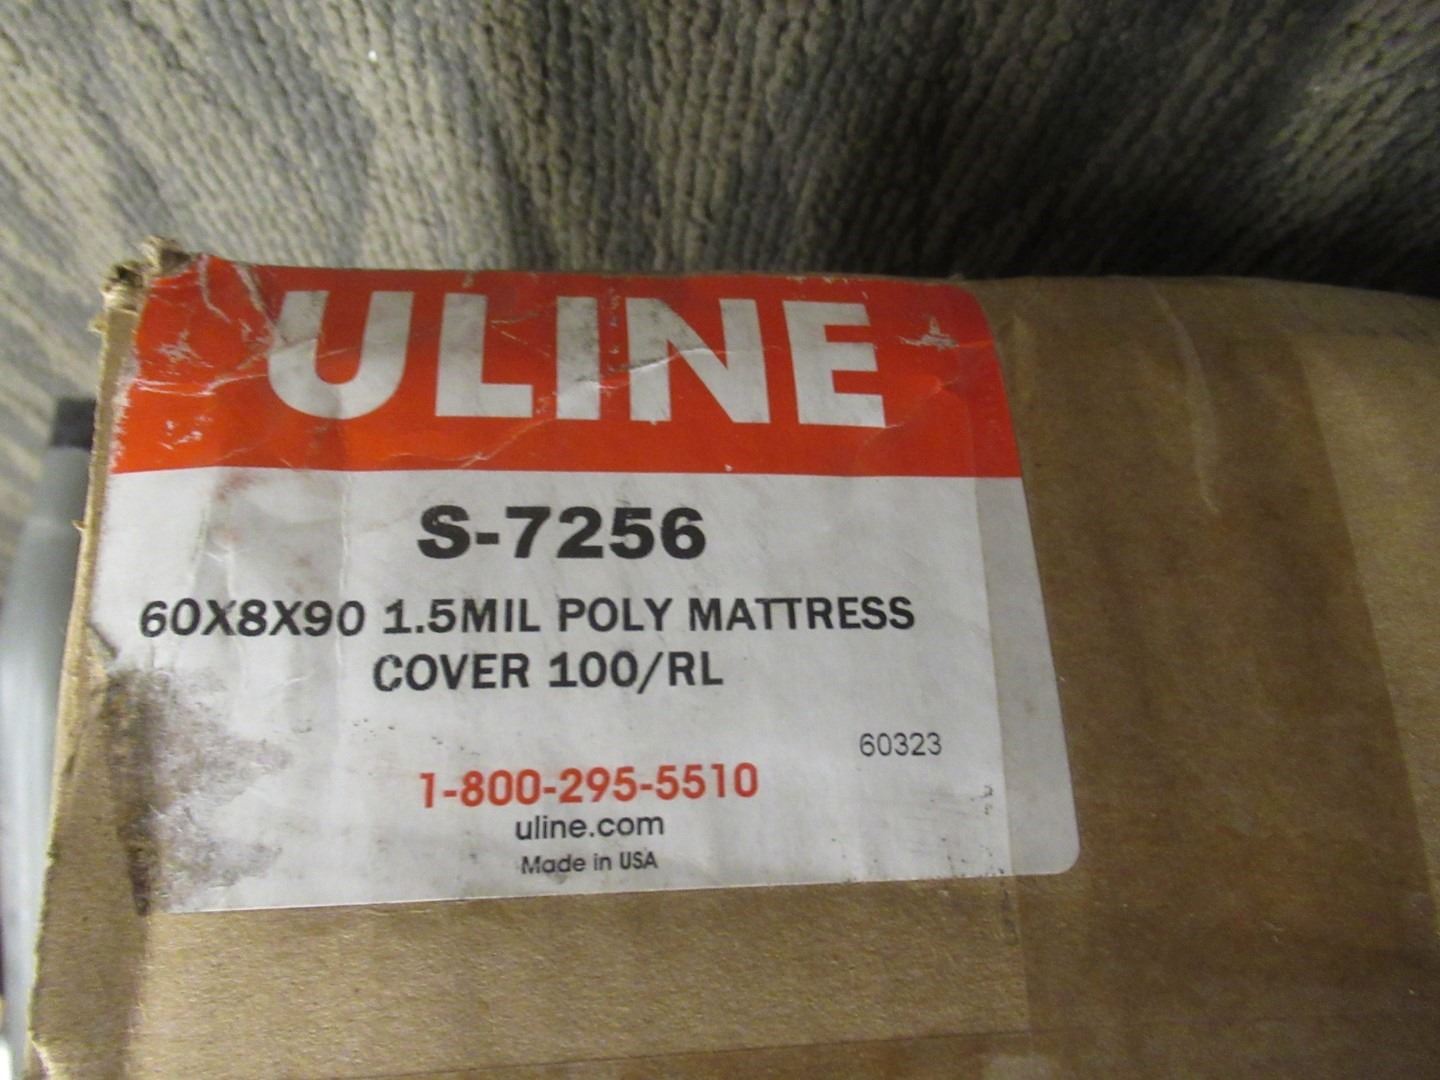 ULINE
S-7256
60X8X90 1.5MIL POLY MATTRESS
COVER 100/RL
60323
1-800-295-5510
uline.com
Made in USA